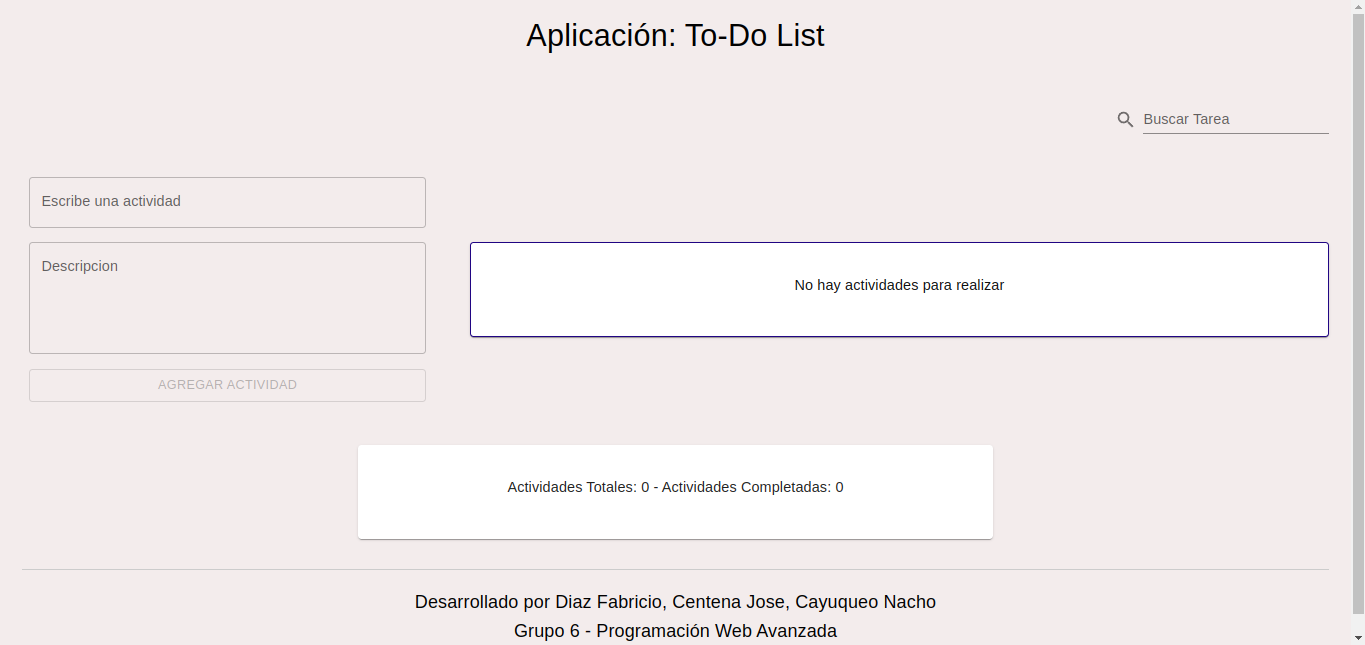 Aplicación: To-Do List
Buscar Tarea
Escribe una actividad
Descripcion
No hay actividades para realizar
AGREGAR ACTIVIDAD
Actividades Totales: 0 - Actividades Completadas: 0
Desarrollado por Diaz Fabricio, Centena Jose, Cayuqueo Nacho
Grupo 6 - Programación Web Avanzada